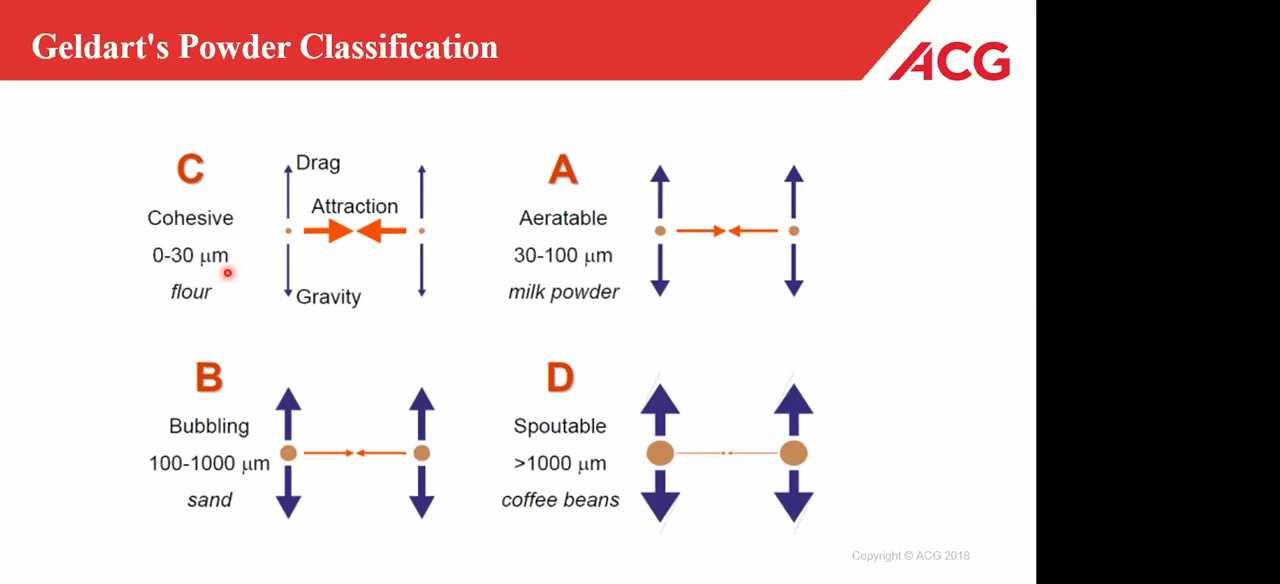 Geldart's Powder Classification
ACG
C
Cohesive
0-30 μm
flour
Drag
Attraction
Gravity
A
Aeratable
30-100 μm
milk powder
B
Bubbling
100-1000 μm
sand
D
Spoutable
>1000 μm
coffee beans
Copyright © ACG 2018